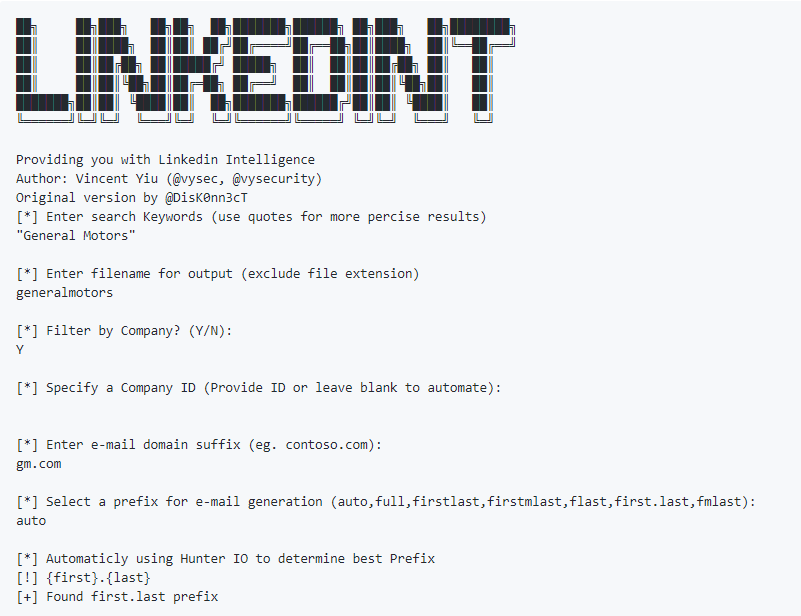 LINKEDINT
Providing you with Linkedin Intelligence
Author: Vincent Yiu (@vysec, @vysecurity)
Original version by @DisK0nn3cT
[*] Enter search Keywords (use quotes for more percise results)
"General Motors"
[*] Enter filename for output (exclude file extension)
generalmotors
[*] Filter by Company? (Y/N):
Y
[*] Specify a Company ID (Provide ID or leave blank to automate):
[*] Enter e-mail domain suffix (eg. contoso.com):
gm.com
[*] Select a prefix for e-mail generation (auto,full,firstlast,firstmlast,flast,first.last,fmlast):
auto
[*] Automaticly using Hunter IO to determine best Prefix
[!] {first}.{last}
[+] Found first.last prefix